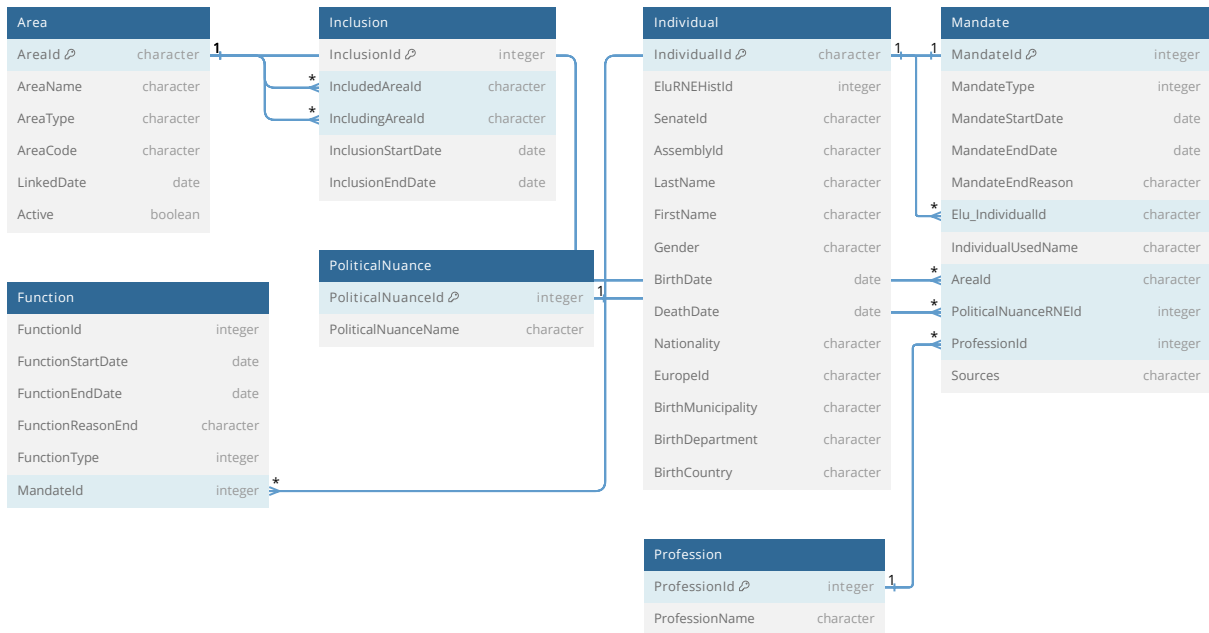 Area
AreaId character
AreaName character
AreaType character
AreaCode character
LinkedDate date
Active boolean
1
Inclusion
InclusionId integer
* IncludedAreaId character
* IncludingAreaId character
InclusionStartDate date
InclusionEndDate date
Individual
IndividualId character
EluRNEHistId integer
SenateId character
AssemblyId character
LastName character
FirstName character
Gender character
BirthDate date
DeathDate date
Nationality character
EuropeId character
BirthMunicipality character
BirthDepartment character
BirthCountry character
1 1
Mandate
MandateId integer
MandateType integer
MandateStartDate date
MandateEndDate date
MandateEndReason character
* Elu_IndividualId character
IndividualUsedName character
* AreaId character
* PoliticalNuanceRNEId integer
* ProfessionId integer
Sources character
PoliticalNuance
PoliticalNuanceId integer 1
PoliticalNuanceName character
Function
FunctionId integer
FunctionStartDate date
FunctionEndDate date
FunctionReasonEnd character
FunctionType integer
MandateId integer *
Profession
ProfessionId integer 1
ProfessionName character